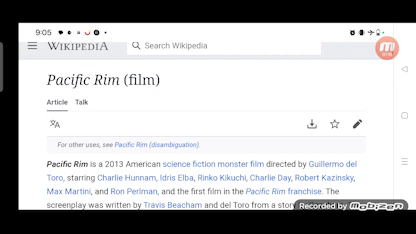 9:05
WIKIPEDIA
Search Wikipedia
Pacific Rim (film)
Article Talk
For other uses, see Pacific Rim (disambiguation).
Pacific Rim is a 2013 American science fiction monster film directed by Guillermo del
Toro, starring Charlie Hunnam, Idris Elba, Rinko Kikuchi, Charlie Day, Robert Kazinsky,
Max Martini, and Ron Perlman, and the first film in the Pacific Rim franchise. The
screenplay was written by Travis Beacham and del Toro from a story
Recorded by Mobizen